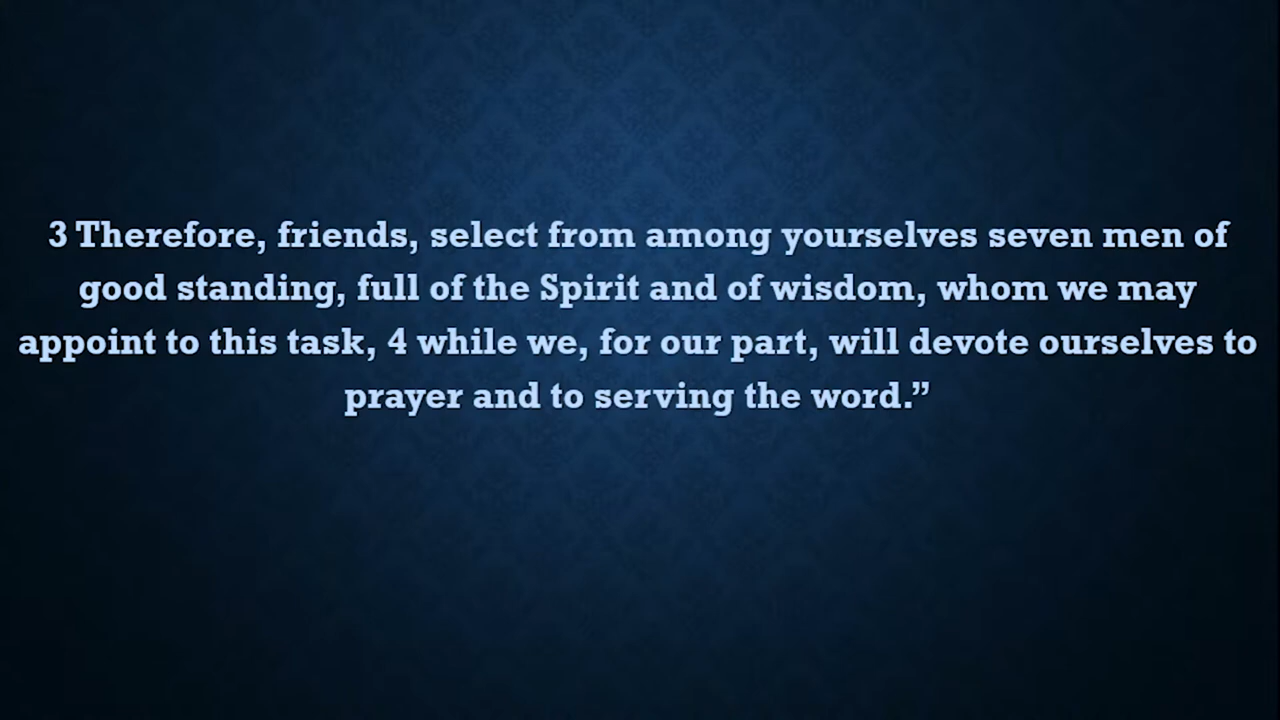 3 Therefore, friends, select from among yourselves seven men of
good standing, full of the Spirit and of wisdom, whom we may
appoint to this task, 4 while we, for our part, will devote ourselves to
prayer and to serving the word.”